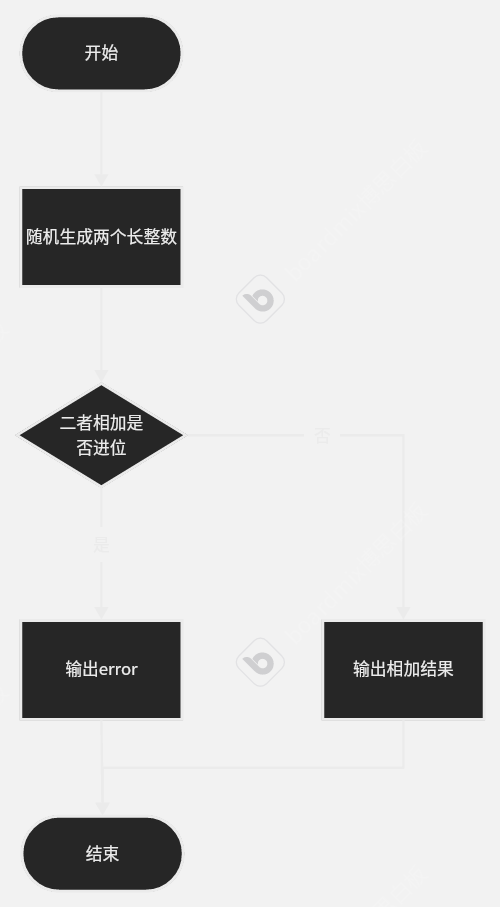 开始
随机生成两个长整数
二者相加是
否进位
否
是
输出error
输出相加结果
结束